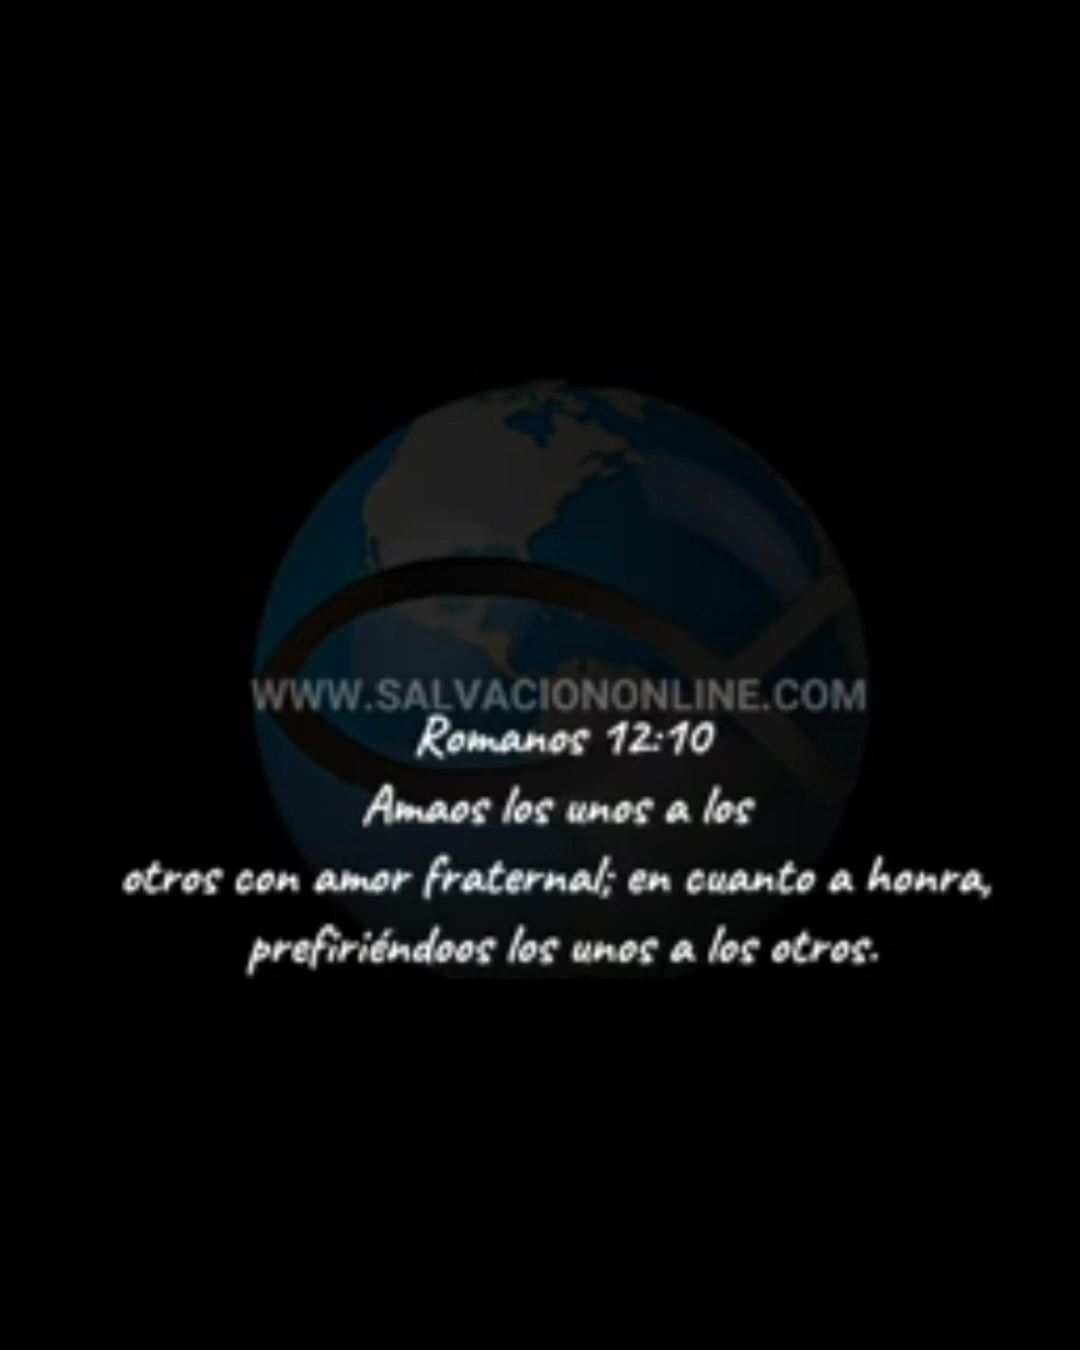 WWW.SALVACIONONLINE.COM
Romanos 12:10
Amaos los unos a los
otros con amor fraternal; en cuanto a honra,
prefiriéndoos los unos a los otros.